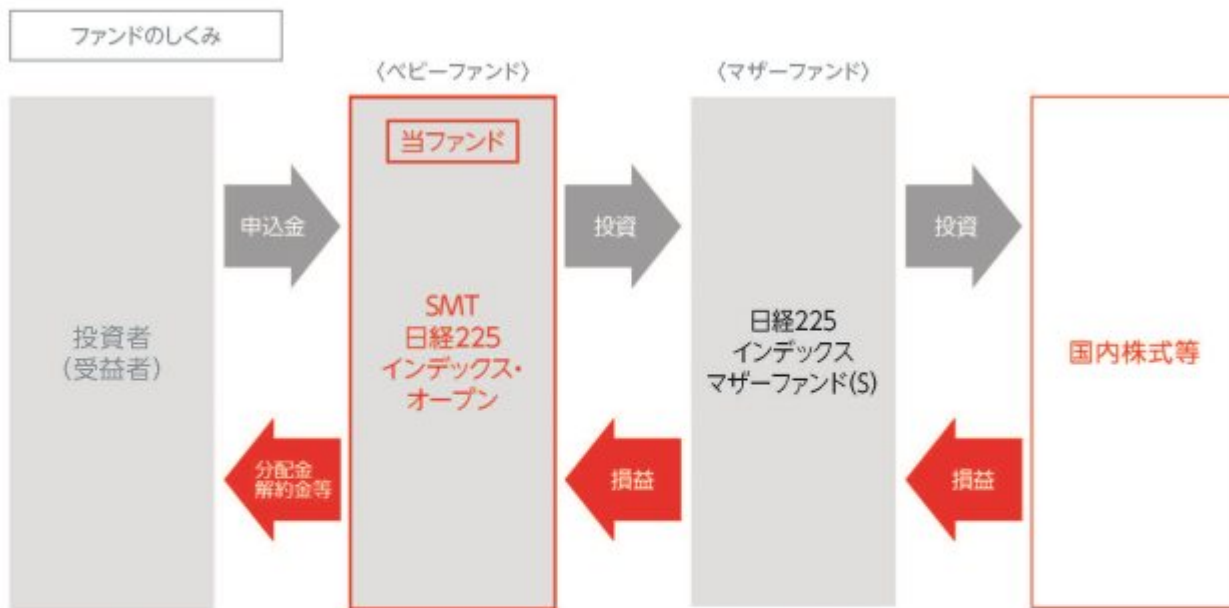 ファンドのしくみ
〈ベビーファンド〉
〈マザーファンド〉
投資者
(受益者)
申込金
分配金
解約金等
当ファンド
SMT
日経225
インデックス・
オープン
投資
損益
日経225
インデックス
マザーファンド(S)
投資
損益
国内株式等